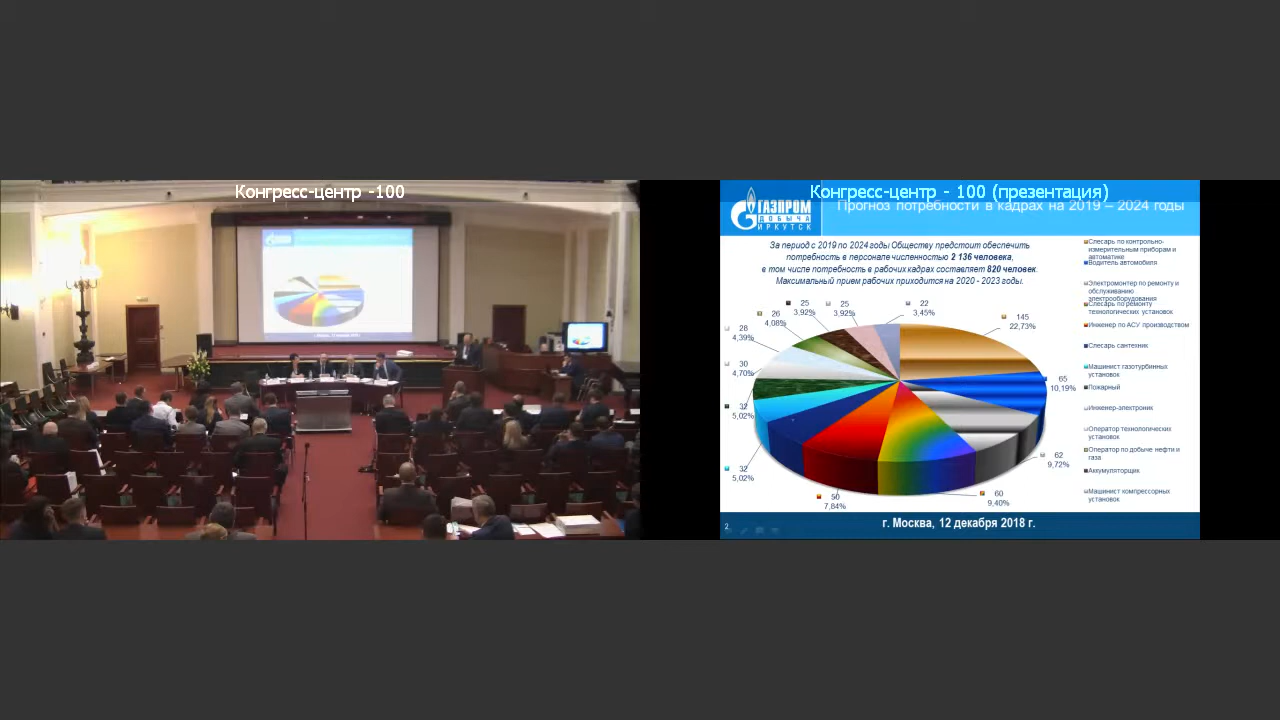 Конгресс-центр -100
Конгресс-центр - 100 (презентация)
ГАЗПРОМ
ДОБЫЧА
ИРКУТСК
Прогноз потребности в кадрах на 2019 – 2024 годы
За период с 2019 по 2024 годы Обществу предстоит обеспечить
потребность в персонале численностью 2 136 человека,
в том числе потребность в рабочих кадрах составляет 820 человек.
Максимальный прием рабочих приходится на 2020 - 2023 годы.
25
3,92%
25
3,92%
22
3,45%
26
4,08%
145
22,73%
28
4,39%
30
4,70%
65
10,19%
32
5,02%
62
9,72%
32
5,02%
50
7,84%
60
9,40%
Слесарь по контрольно-
измерительным приборам и
автоматике
Водитель автомобиля
Электромонтер по ремонту и
обслуживанию
электрооборудования
Слесарь по ремонту
технологических установок
Инженер по АСУ производством
Слесарь сантехник
Машинист газотурбинных
установок
Пожарный
Инженер-электроник
Оператор технологических
установок
Оператор по добыче нефти и
газа
Аккумуляторщик
Машинист компрессорных
установок
2
г. Москва, 12 декабря 2018 г.